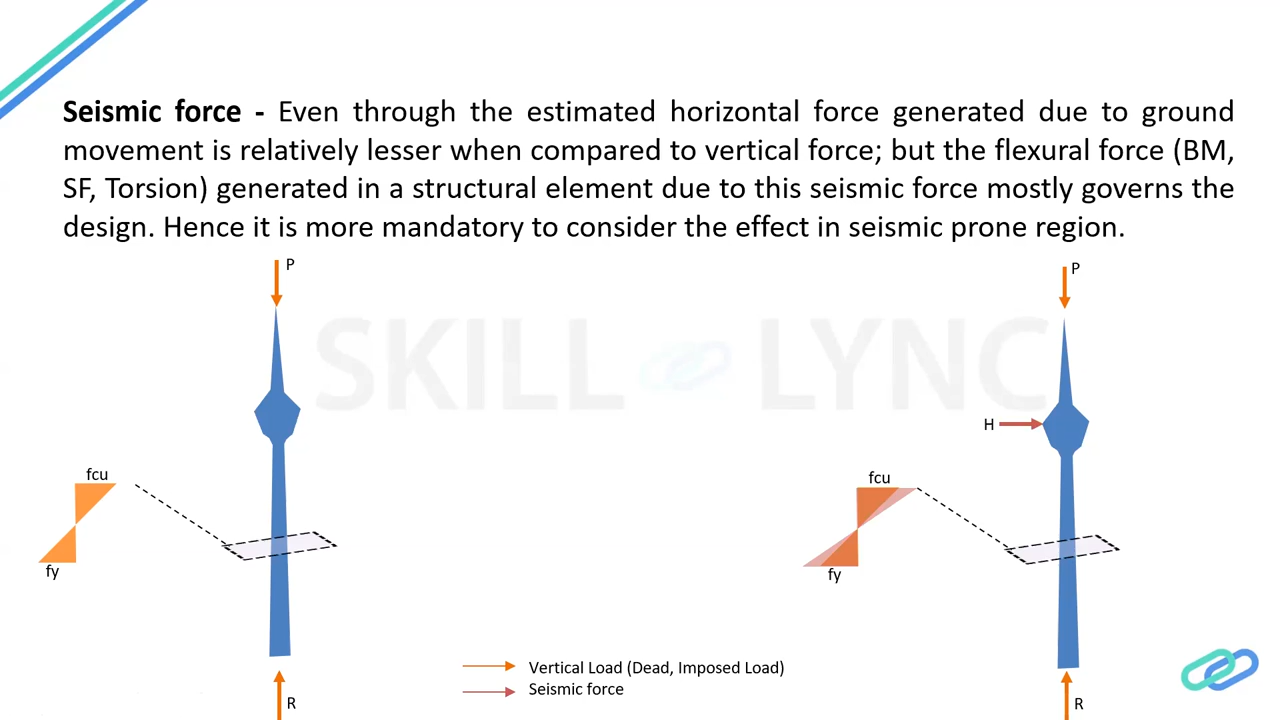 Seismic force - Even through the estimated horizontal force generated due to ground
movement is relatively lesser when compared to vertical force; but the flexural force (BM,
SF, Torsion) generated in a structural element due to this seismic force mostly governs the
design. Hence it is more mandatory to consider the effect in seismic prone region.
P
P
SKILL LYNC
H
fcu
fcu
fy
fy
Vertical Load (Dead, Imposed Load)
Seismic force
R
R